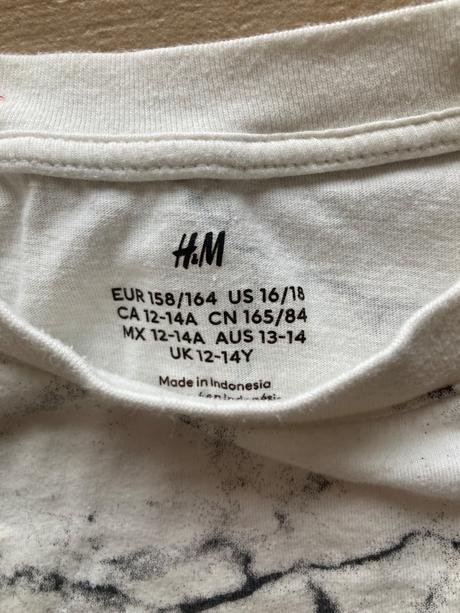 H&M
EUR 158/164 US 16/18
CA 12-14A CN 165/84
MX 12-14A AUS 13-14
UK 12-14Y
Made in Indonesia